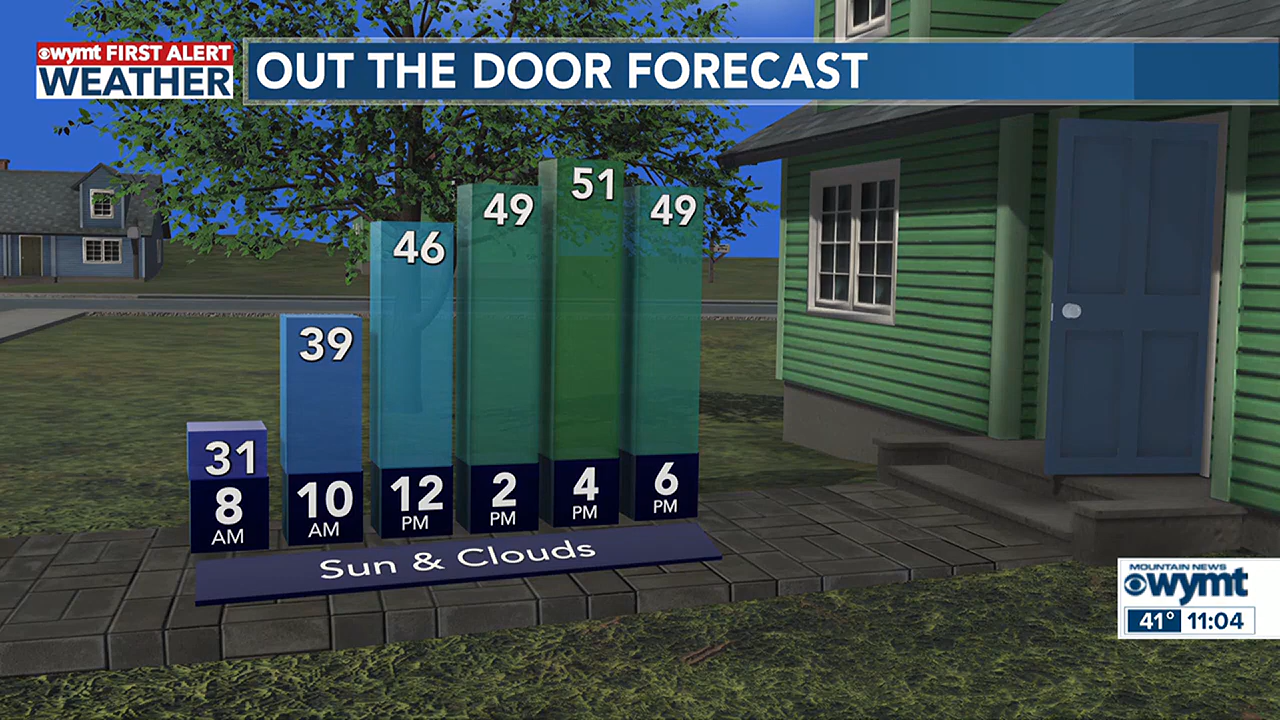 wymt FIRST ALERT
WEATHER
OUT THE DOOR FORECAST
31
39
46
49
51
49
8
AM
10
AM
12
PM
2
PM
4
PM
6
PM
Sun & Clouds
MOUNTAIN NEWS
wymt
41° 11:04